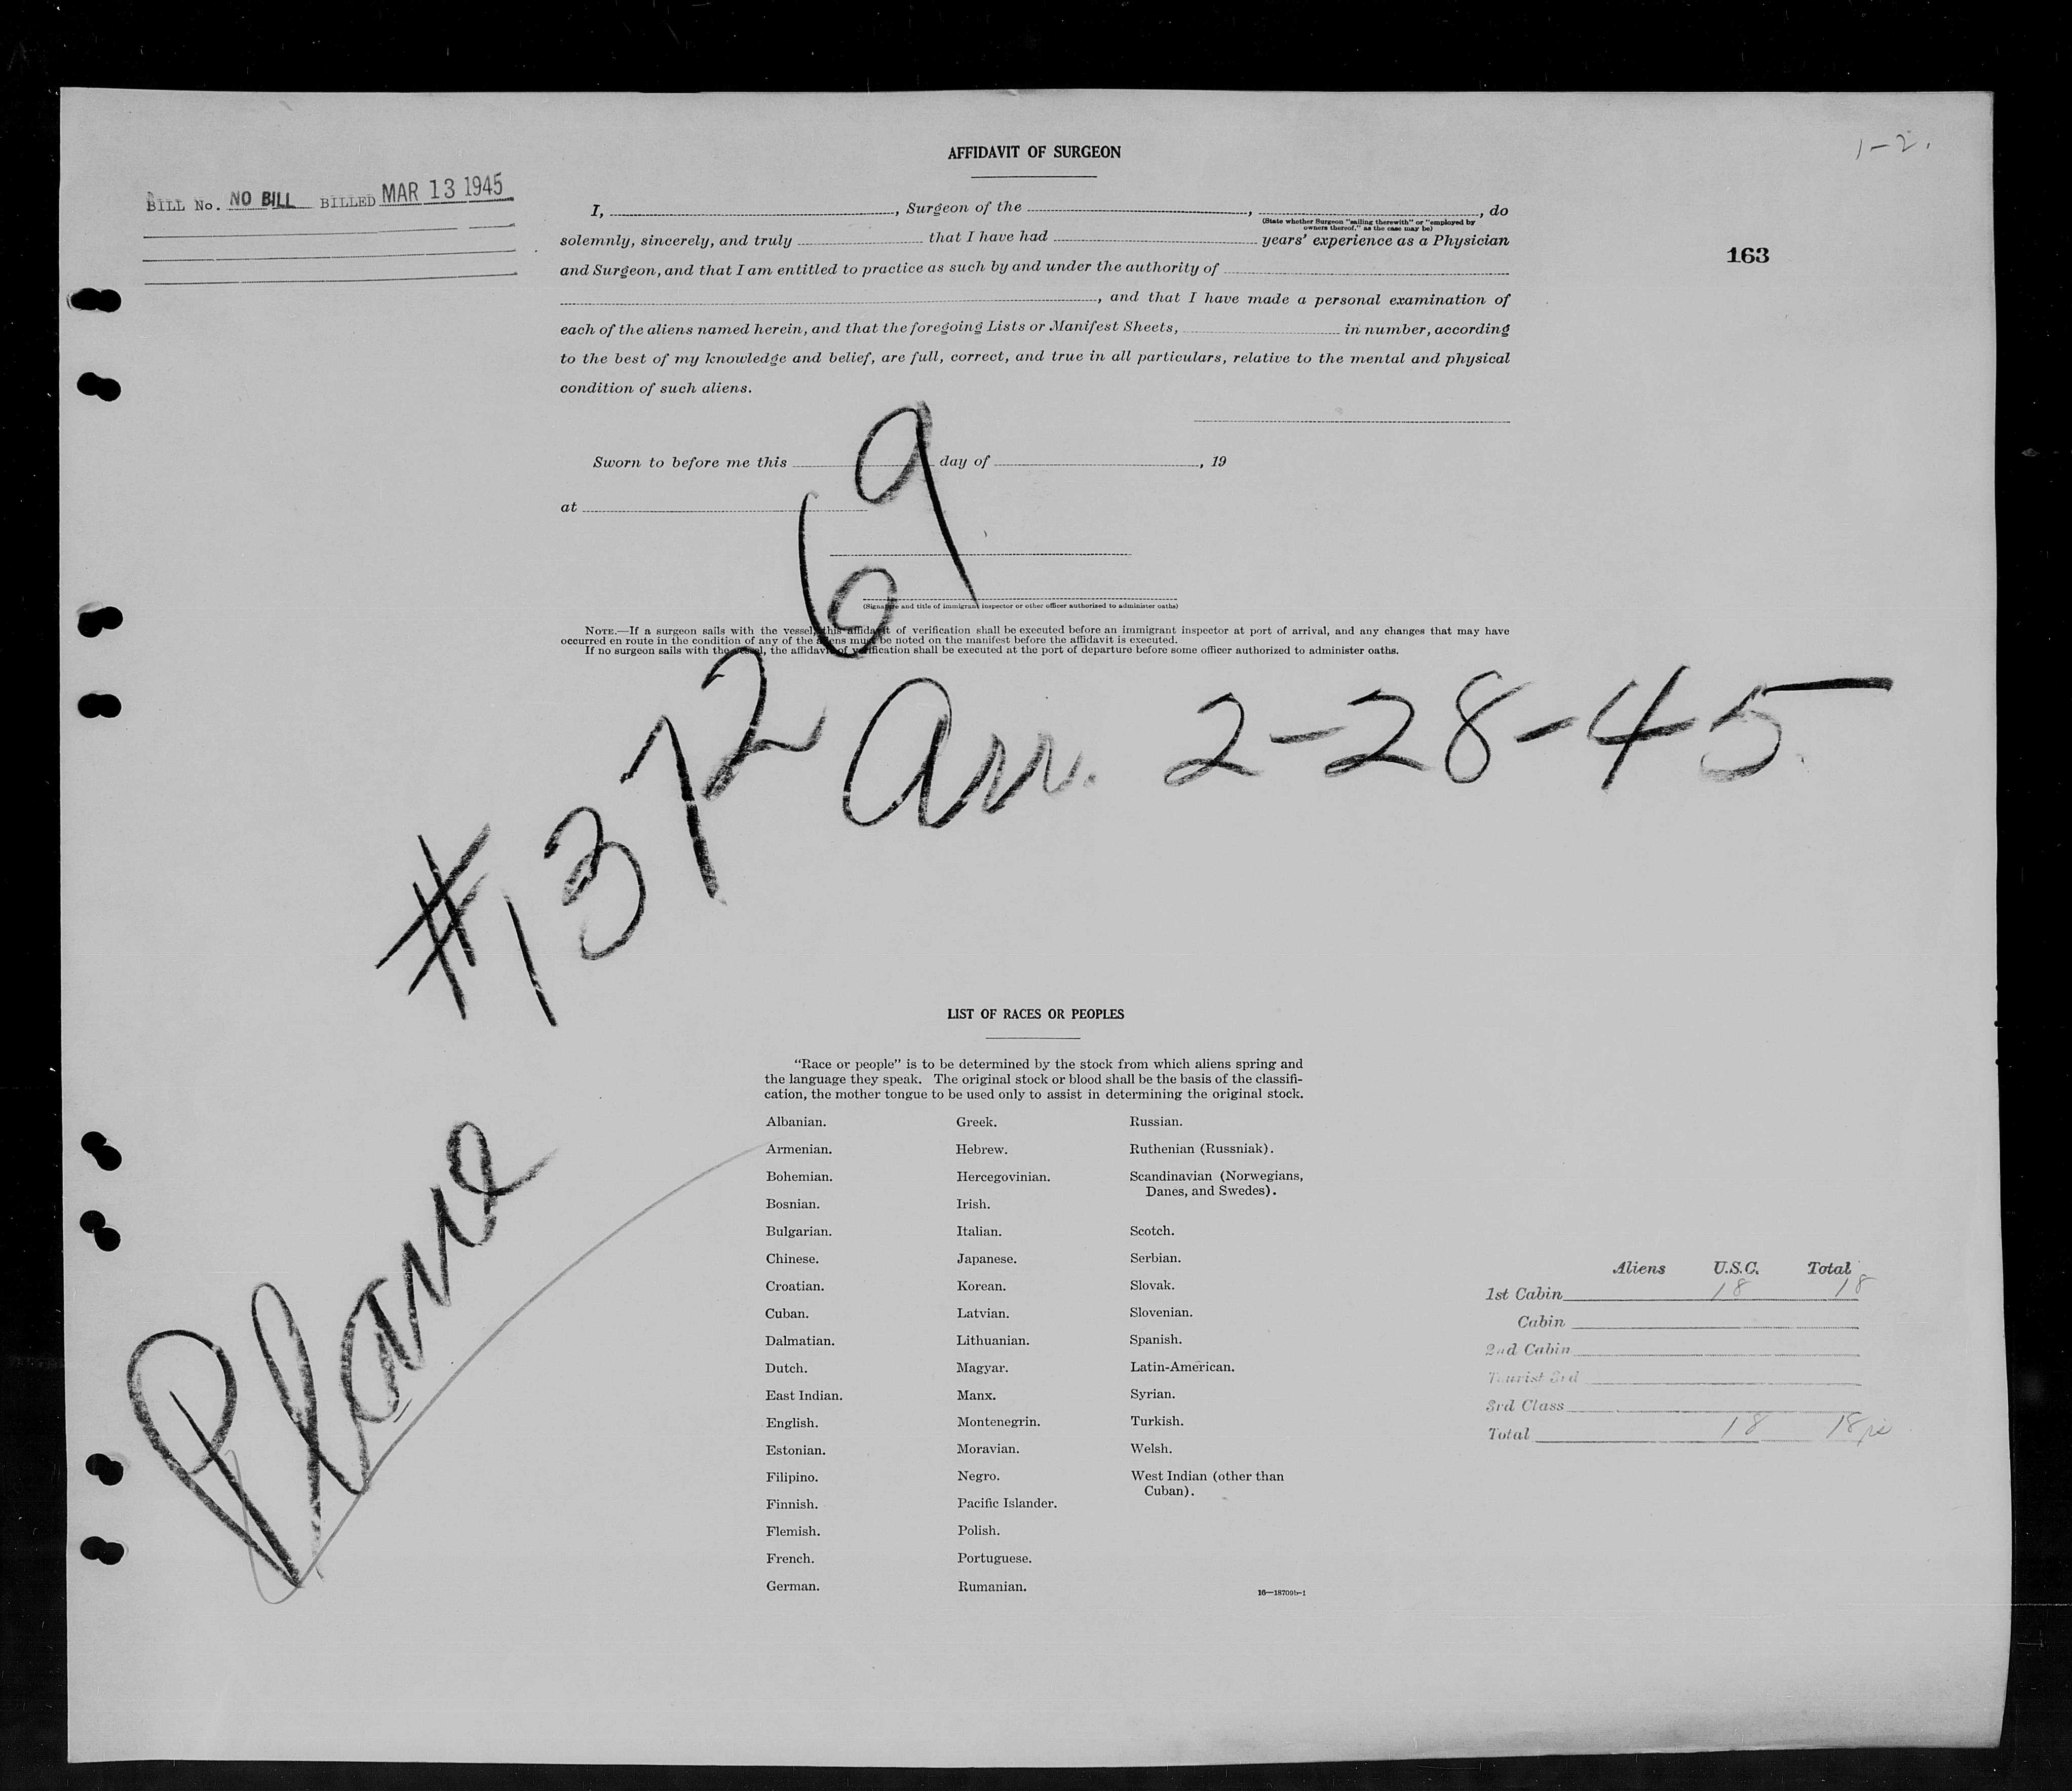 AFFIDAVIT OF SURGEON
1-2.
BILL No. NO BILL BILLED MAR 13 1945
I, , Surgeon of the , , do
(State whether Surgeon "sailing therewith" or "employed by
owners thereof," as the case may be)
solemnly, sincerely, and truly that I have had years' experience as a Physician
163
and Surgeon, and that I am entitled to practice as such by and under the authority of
, and that I have made a personal examination of
each of the aliens named herein, and that the foregoing Lists or Manifest Sheets, in number, according
to the best of my knowledge and belief, are full, correct, and true in all particulars, relative to the mental and physical
condition of such aliens.
Sworn to before me this day of , 19
at
(Signature and title of immigrant inspector or other officer authorized to administer oaths)
NOTE.—If a surgeon sails with the vessel, this affidavit of verification shall be executed before an immigrant inspector at port of arrival, and any changes that may have
occurred en route in the condition of any of the aliens must be noted on the manifest before the affidavit is executed.
If no surgeon sails with the vessel, the affidavit of verification shall be executed at the port of departure before some officer authorized to administer oaths.
#137269
Arr. 2-28-45.
LIST OF RACES OR PEOPLES
"Race or people" is to be determined by the stock from which aliens spring and
the language they speak. The original stock or blood shall be the basis of the classifi-
cation, the mother tongue to be used only to assist in determining the original stock.
Plane
Albanian. Greek. Russian.
Armenian. Hebrew. Ruthenian (Russniak).
Bohemian. Hercegovinian. Scandinavian (Norwegians,
Danes, and Swedes).
Bosnian. Irish.
Bulgarian. Italian. Scotch.
Chinese. Japanese. Serbian.
Croatian. Korean. Slovak.
Cuban. Latvian. Slovenian.
Dalmatian. Lithuanian. Spanish.
Dutch. Magyar. Latin-American.
East Indian. Manx. Syrian.
English. Montenegrin. Turkish.
Estonian. Moravian. Welsh.
Filipino. Negro. West Indian (other than
Cuban).
Finnish. Pacific Islander.
Flemish. Polish.
French. Portuguese.
German. Rumanian.
16—18709b-1
Aliens U.S.C. Total
1st Cabin 18 18
Cabin
2nd Cabin
Tourist 3rd
3rd Class
Total 18 18